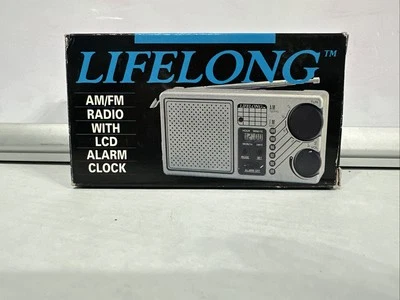 LIFELONG™
AM/FM
RADIO
WITH
LCD
ALARM
CLOCK
LIFELONG